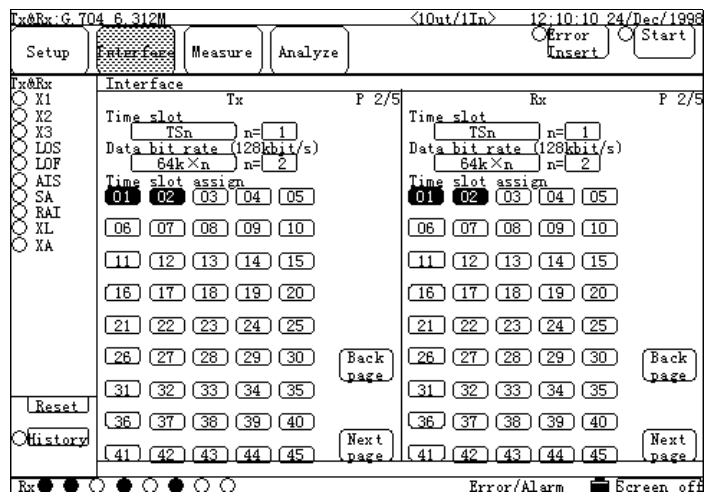 Tx&Rx:G.704 6.312M <1Out/1In> 12:10:10 24/Dec/1998
Setup Interface Measure Analyze Error Insert Start
Tx&Rx
X1
X2
X3
LOS
LOF
AIS
SA
RAI
XL
XA
Reset
History
Interface
Tx P 2/5
Time slot
TSn n= 1
Data bit rate (128kbit/s)
64k×n n= 2
Time slot assign
01 02 03 04 05
06 07 08 09 10
11 12 13 14 15
16 17 18 19 20
21 22 23 24 25
26 27 28 29 30
31 32 33 34 35
36 37 38 39 40
41 42 43 44 45
Back
page
Next
page
Rx P 2/5
Time slot
TSn n= 1
Data bit rate (128kbit/s)
64k×n n= 2
Time slot assign
01 02 03 04 05
06 07 08 09 10
11 12 13 14 15
16 17 18 19 20
21 22 23 24 25
26 27 28 29 30
31 32 33 34 35
36 37 38 39 40
41 42 43 44 45
Back
page
Next
page
Rx Error/Alarm Screen off